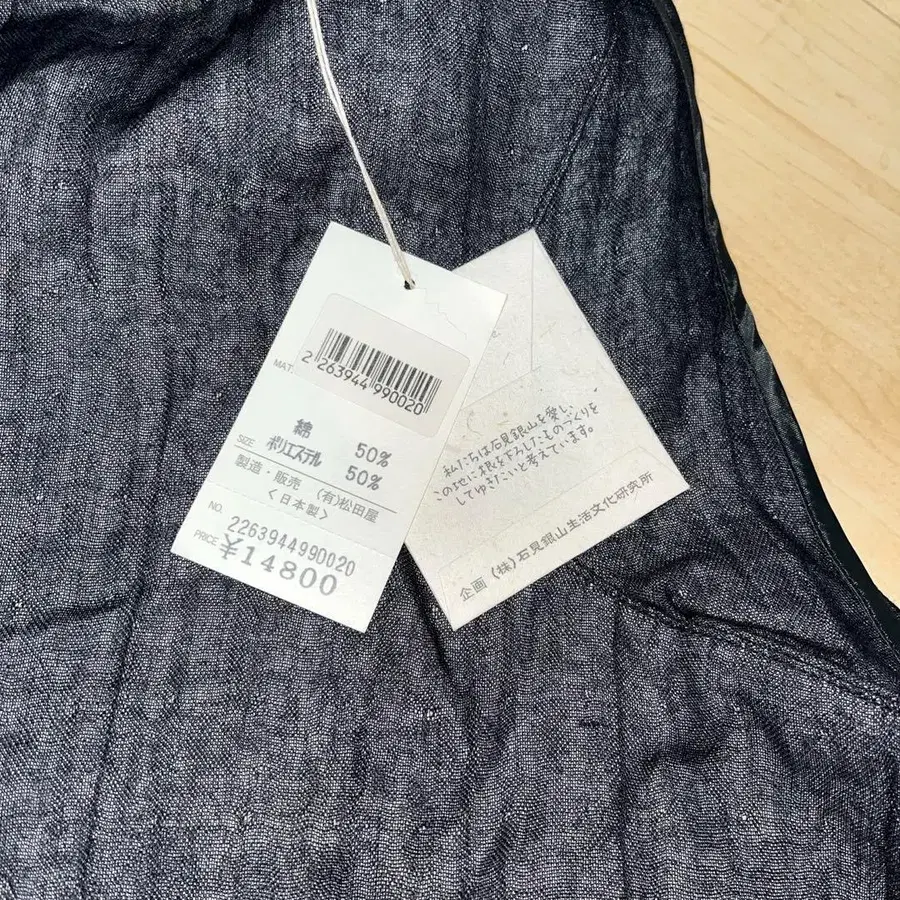 MAT.
2 263944 990020
綿 50%
SIZE
ポリエステル 50%
製造・販売 (有)松田屋
<日本製>
NO. 2263944990020
PRICE ¥14800
私たちは石見銀山を愛し、
この地に根を下ろしたものづくりを
してゆきたいと考えています。
企画 (株)石見銀山生活文化研究所